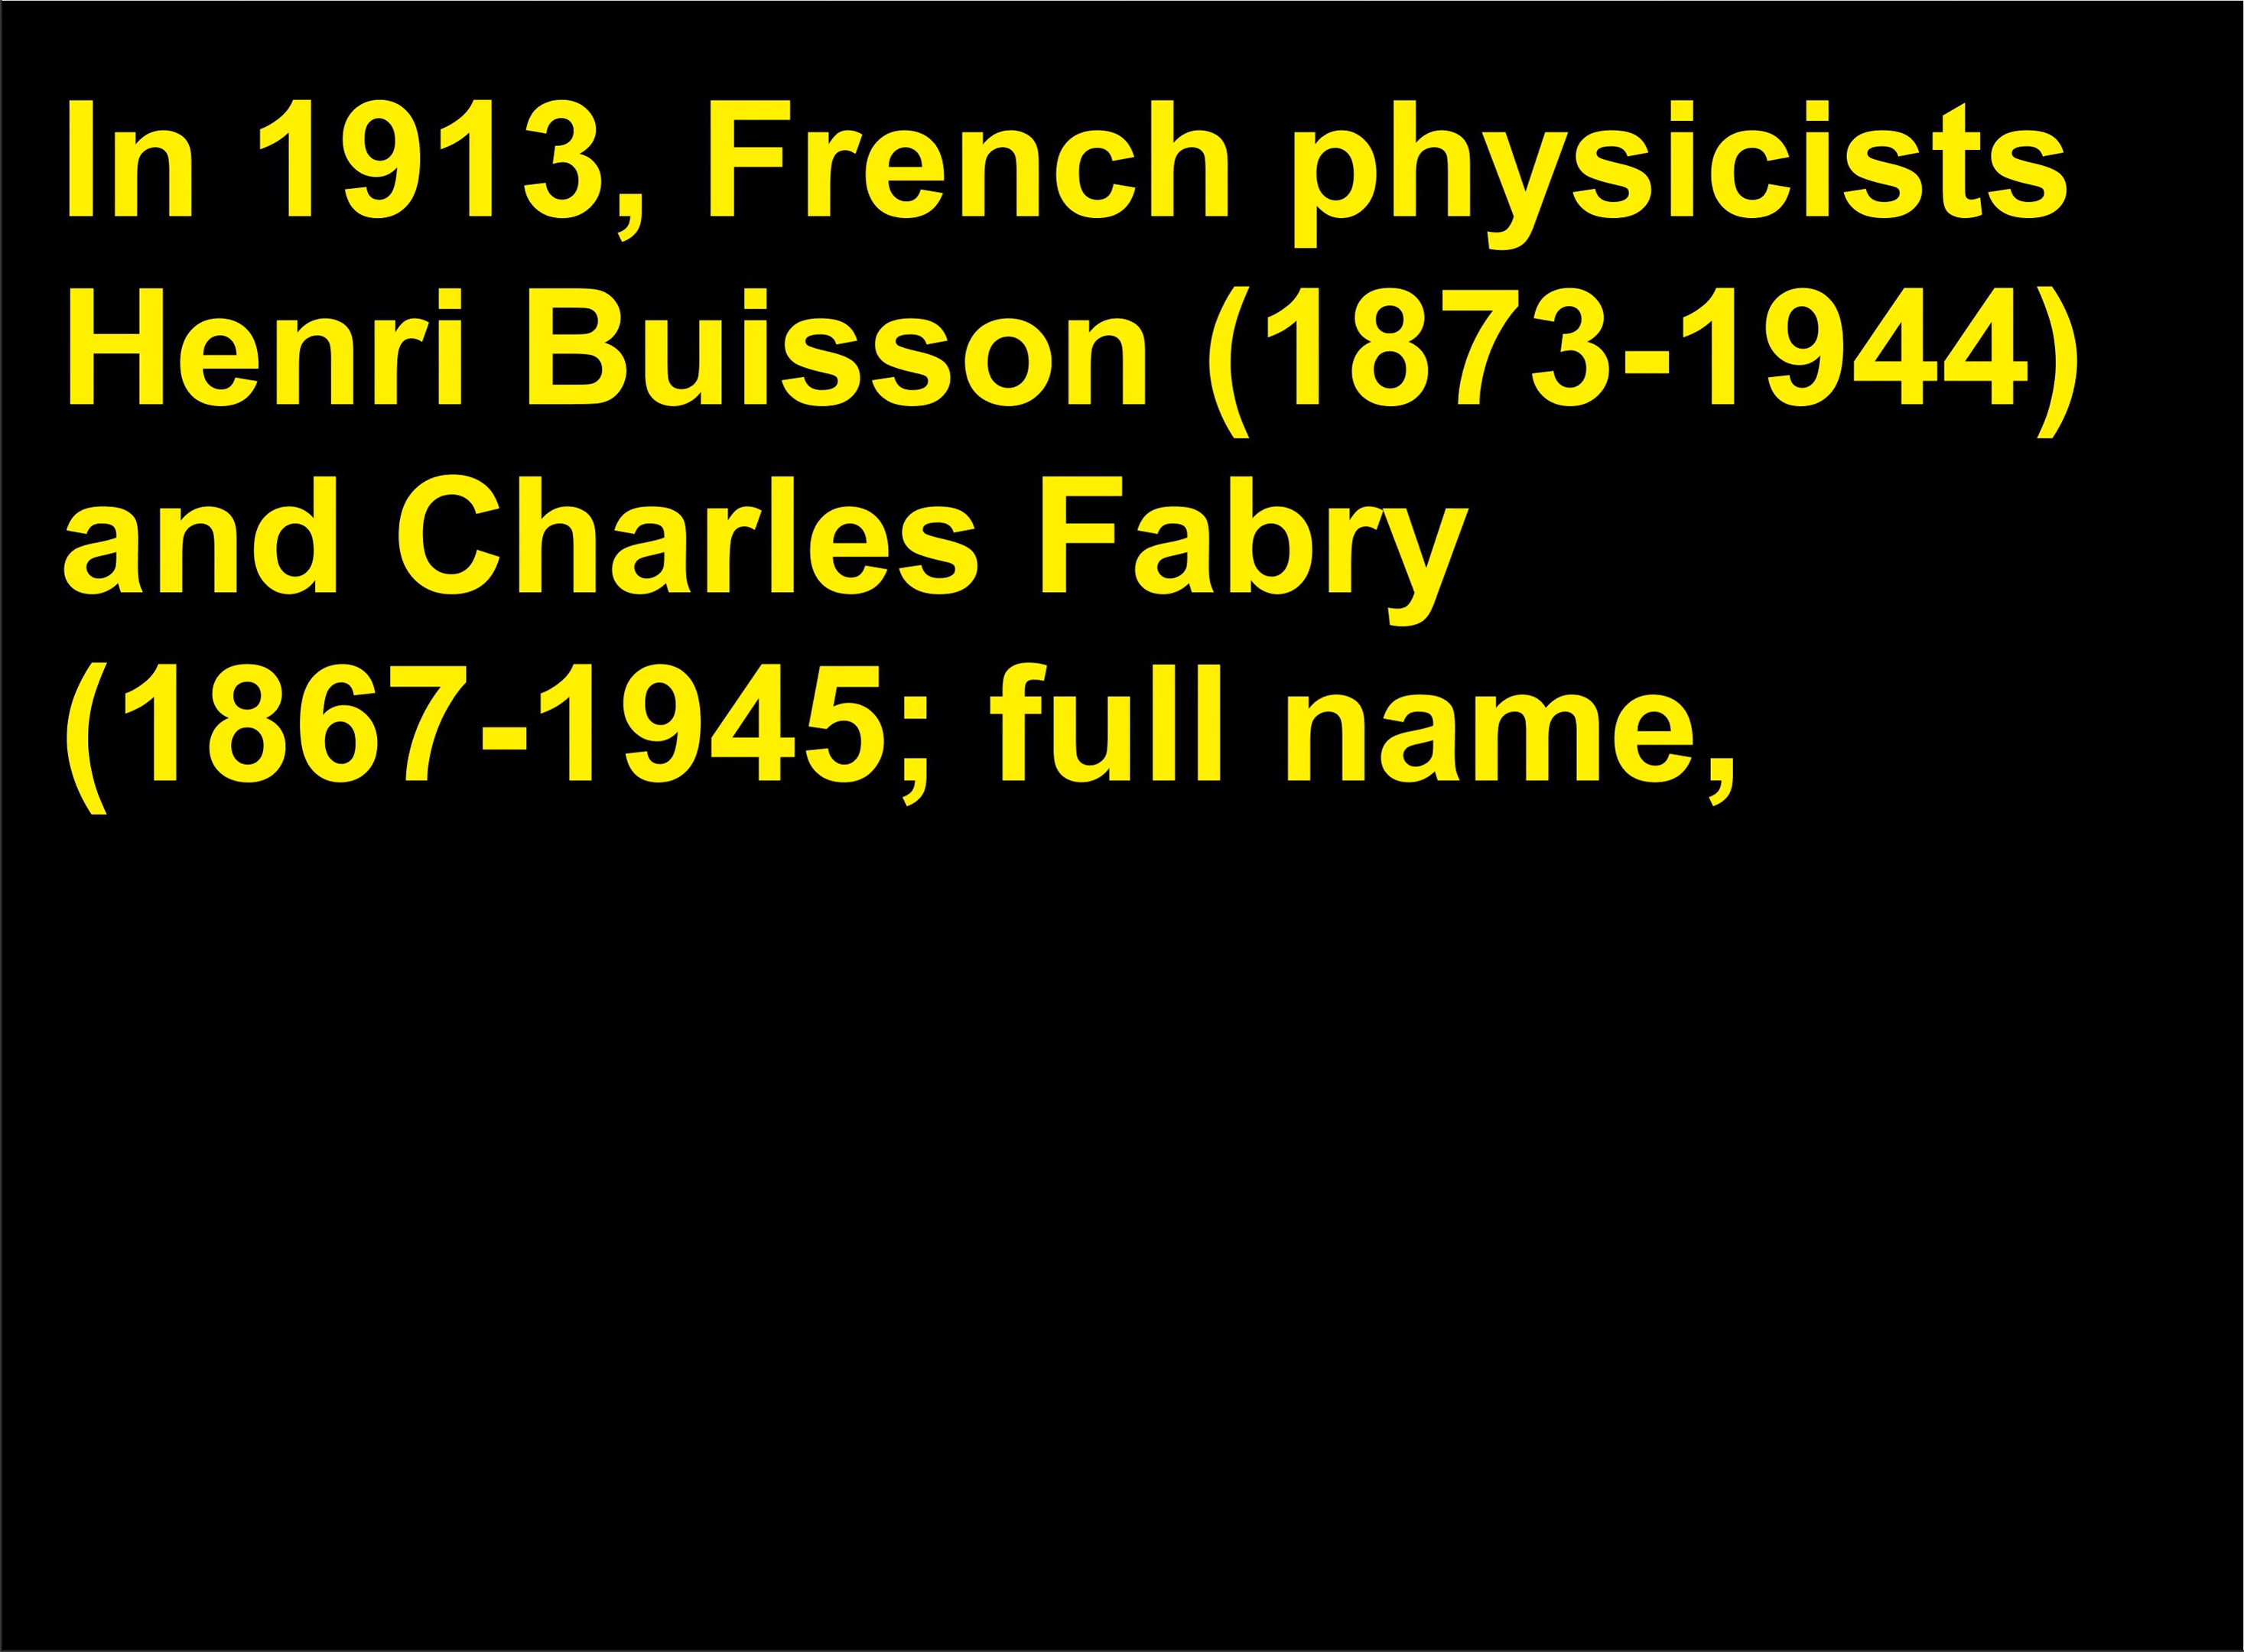 In 1913, French physicists
Henri Buisson (1873-1944)
and Charles Fabry
(1867-1945; full name,